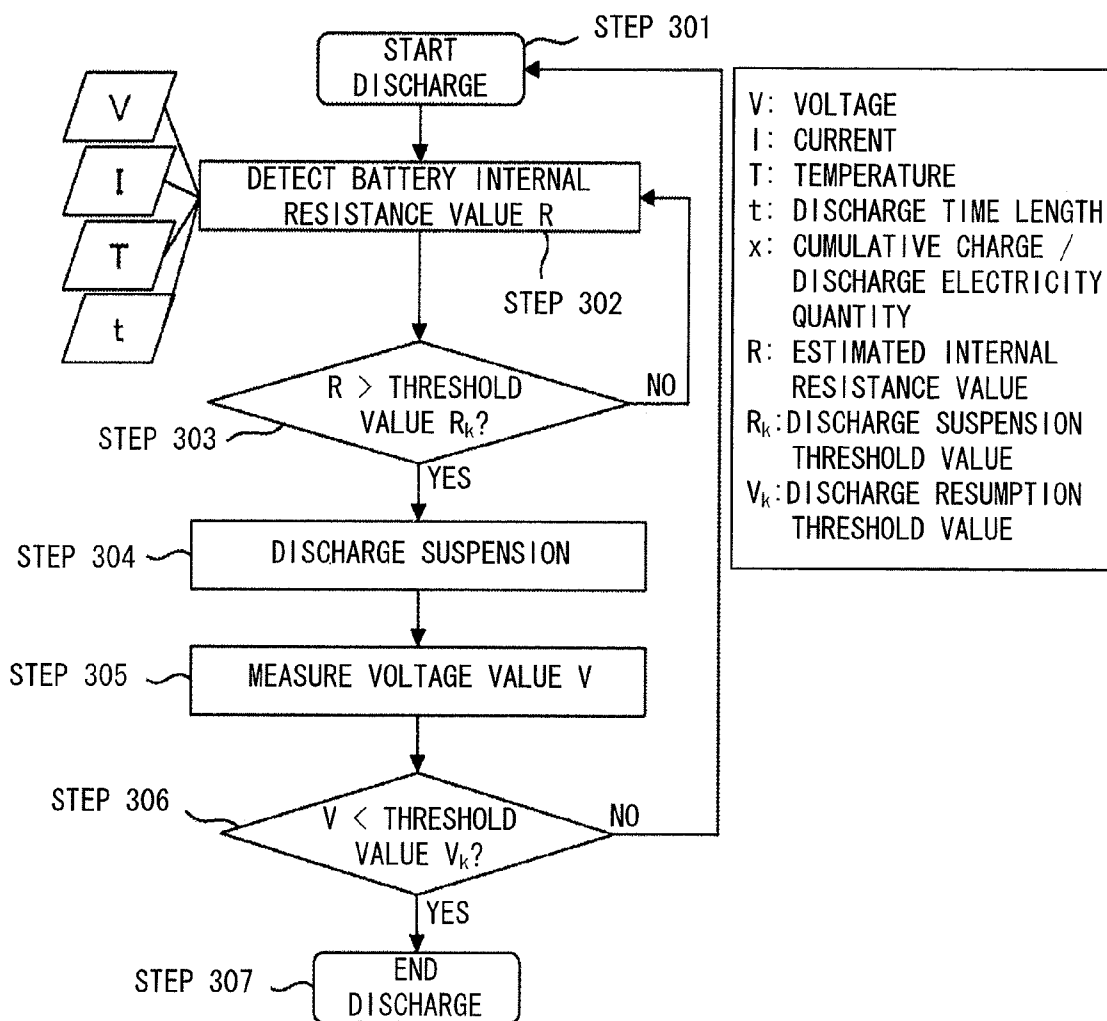 STEP 301
START
DISCHARGE
V
I
T
t
DETECT BATTERY INTERNAL
RESISTANCE VALUE R
STEP 302
R > THRESHOLD
VALUE Rk?
NO
STEP 303
YES
STEP 304
DISCHARGE SUSPENSION
STEP 305
MEASURE VOLTAGE VALUE V
STEP 306
V < THRESHOLD
VALUE Vk?
NO
YES
STEP 307
END
DISCHARGE
V: VOLTAGE
I: CURRENT
T: TEMPERATURE
t: DISCHARGE TIME LENGTH
x: CUMULATIVE CHARGE /
DISCHARGE ELECTRICITY
QUANTITY
R: ESTIMATED INTERNAL
RESISTANCE VALUE
Rk:DISCHARGE SUSPENSION
THRESHOLD VALUE
Vk:DISCHARGE RESUMPTION
THRESHOLD VALUE